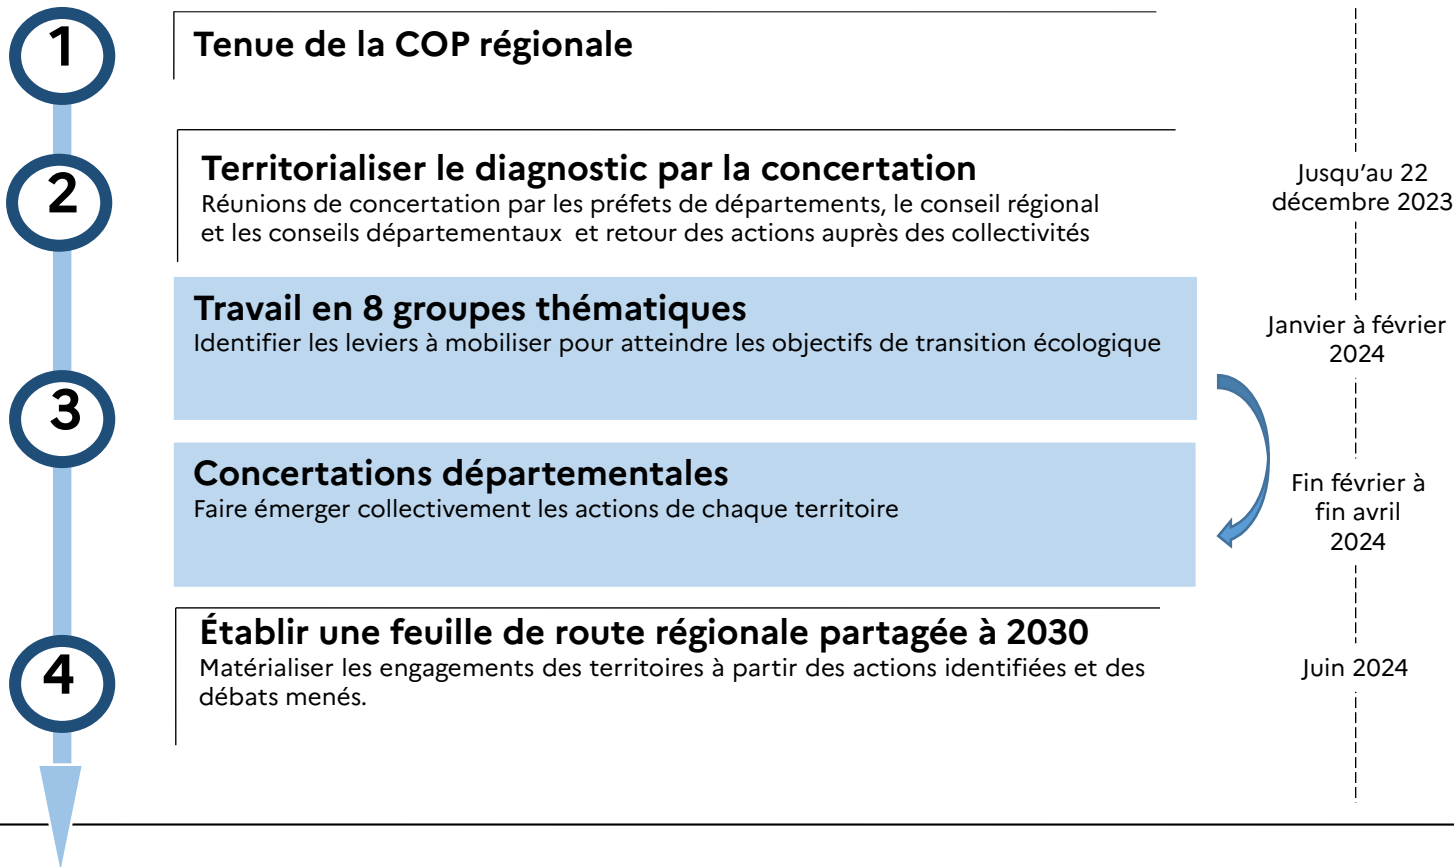 1
Tenue de la COP régionale
2
Territorialiser le diagnostic par la concertation
Réunions de concertation par les préfets de départements, le conseil régional
et les conseils départementaux et retour des actions auprès des collectivités
Jusqu’au 22
décembre 2023
3
Travail en 8 groupes thématiques
Identifier les leviers à mobiliser pour atteindre les objectifs de transition écologique
Janvier à février
2024
Concertations départementales
Faire émerger collectivement les actions de chaque territoire
Fin février à
fin avril
2024
4
Établir une feuille de route régionale partagée à 2030
Matérialiser les engagements des territoires à partir des actions identifiées et des
débats menés.
Juin 2024